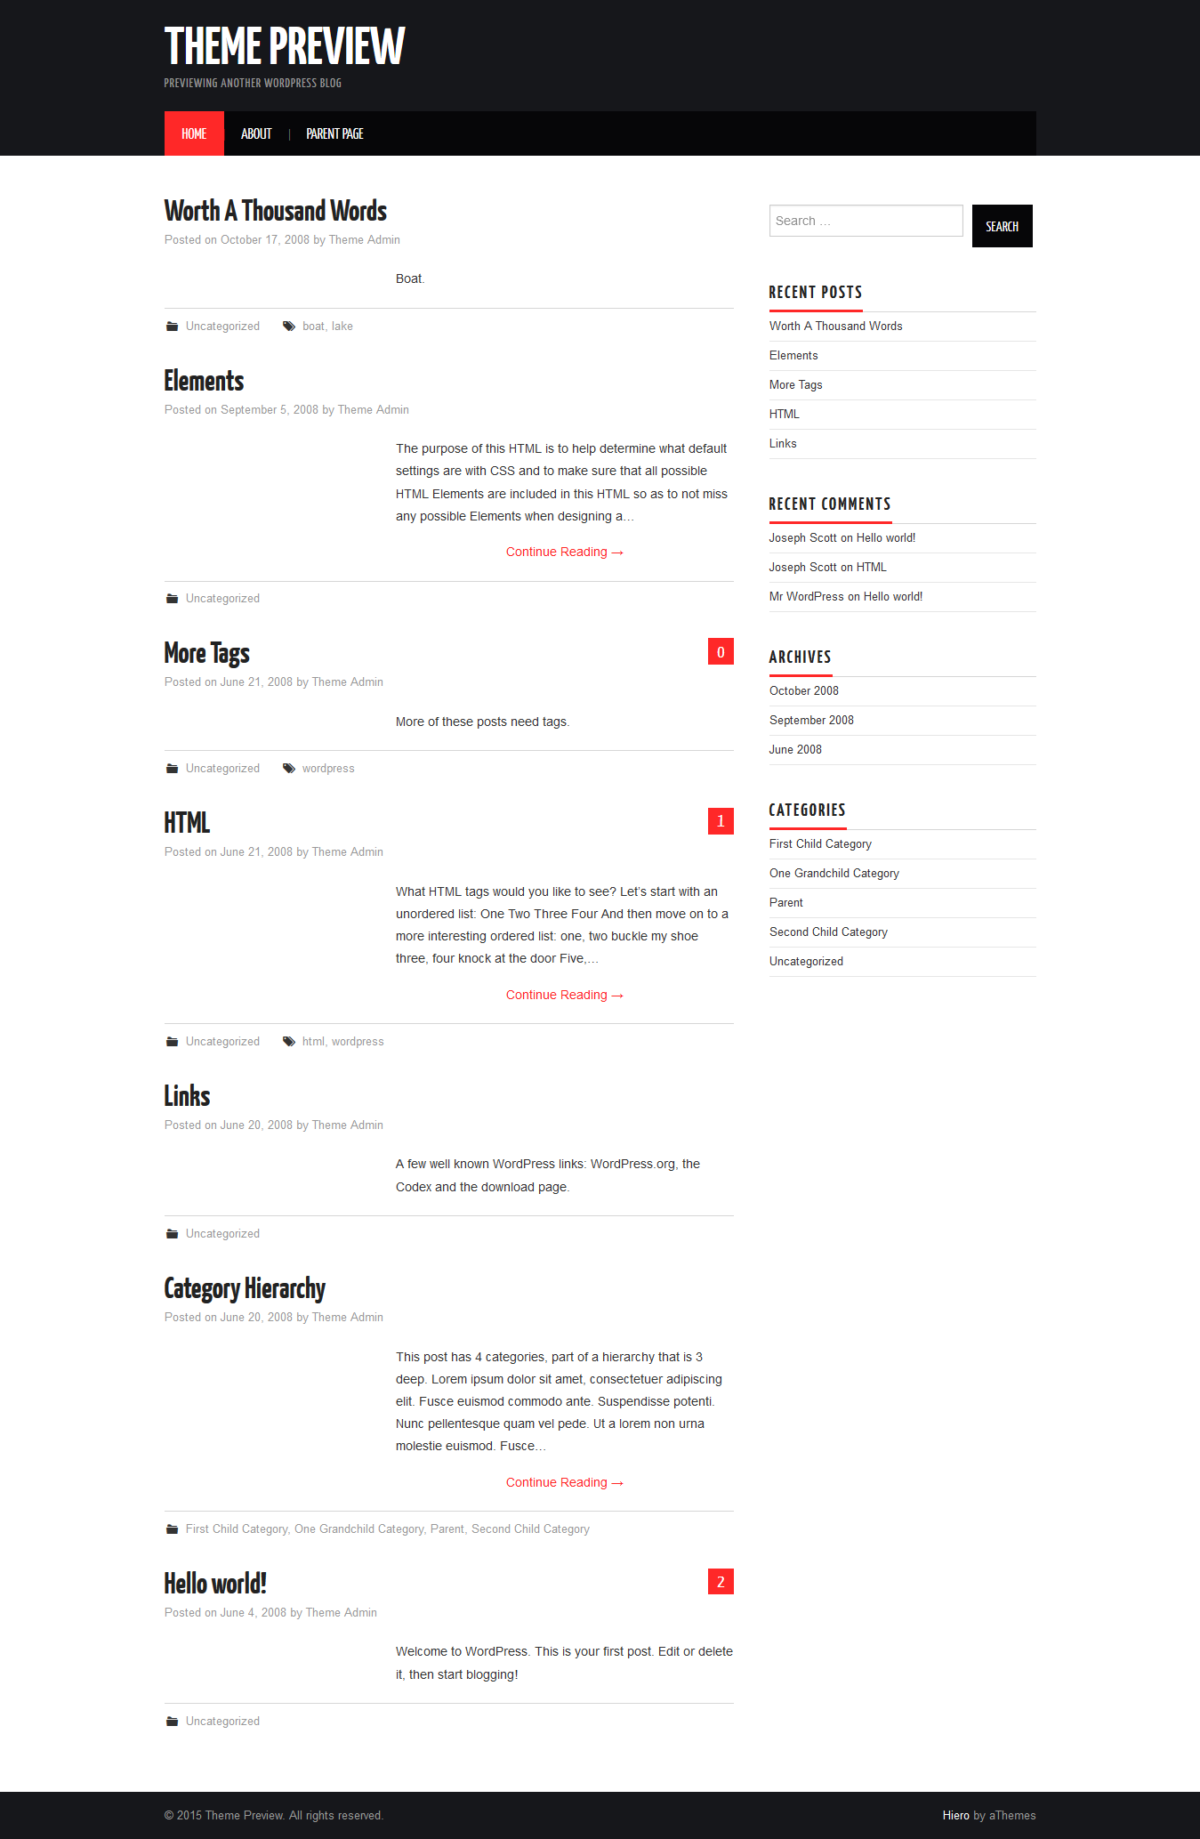 THEME PREVIEW
PREVIEWING ANOTHER WORDPRESS BLOG
HOME
ABOUT
PARENT PAGE
Worth A Thousand Words
Posted on October 17, 2008 by Theme Admin
Boat.
Uncategorized
boat, lake
Elements
Posted on September 5, 2008 by Theme Admin
The purpose of this HTML is to help determine what default
settings are with CSS and to make sure that all possible
HTML Elements are included in this HTML so as to not miss
any possible Elements when designing a…
Continue Reading →
Uncategorized
More Tags
0
Posted on June 21, 2008 by Theme Admin
More of these posts need tags.
Uncategorized
wordpress
HTML
1
Posted on June 21, 2008 by Theme Admin
What HTML tags would you like to see? Let’s start with an
unordered list: One Two Three Four And then move on to a
more interesting ordered list: one, two buckle my shoe
three, four knock at the door Five,…
Continue Reading →
Uncategorized
html, wordpress
Links
Posted on June 20, 2008 by Theme Admin
A few well known WordPress links: WordPress.org, the
Codex and the download page.
Uncategorized
Category Hierarchy
Posted on June 20, 2008 by Theme Admin
This post has 4 categories, part of a hierarchy that is 3
deep. Lorem ipsum dolor sit amet, consectetuer adipiscing
elit. Fusce euismod commodo ante. Suspendisse potenti.
Nunc pellentesque quam vel pede. Ut a lorem non urna
molestie euismod. Fusce…
Continue Reading →
First Child Category, One Grandchild Category, Parent, Second Child Category
Hello world!
2
Posted on June 4, 2008 by Theme Admin
Welcome to WordPress. This is your first post. Edit or delete
it, then start blogging!
Uncategorized
Search …
SEARCH
RECENT POSTS
Worth A Thousand Words
Elements
More Tags
HTML
Links
RECENT COMMENTS
Joseph Scott on Hello world!
Joseph Scott on HTML
Mr WordPress on Hello world!
ARCHIVES
October 2008
September 2008
June 2008
CATEGORIES
First Child Category
One Grandchild Category
Parent
Second Child Category
Uncategorized
© 2015 Theme Preview. All rights reserved.
Hiero by aThemes